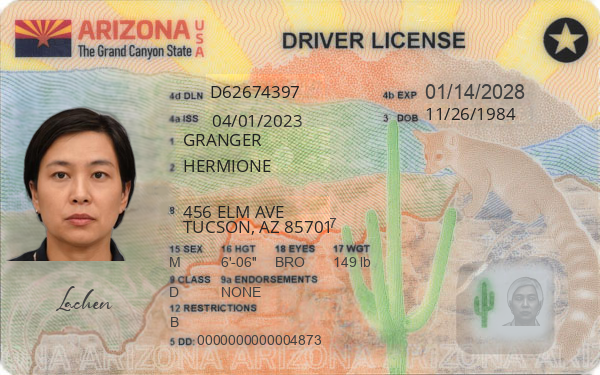 ARIZONA USA
The Grand Canyon State
DRIVER LICENSE
4d DLN D62674397
4b EXP 01/14/2028
4a ISS 04/01/2023
3 DOB 11/26/1984
1 GRANGER
2 HERMIONE
8 456 ELM AVE
TUCSON, AZ 85701
15 SEX 16 HGT 18 EYES 17 WGT
M 6'-06" BRO 149 lb
9 CLASS 9a ENDORSEMENTS
D NONE
12 RESTRICTIONS
B
Lachen
5 DD: 0000000000004873
ARIZONA ARIZONA ARIZONA ARIZONA